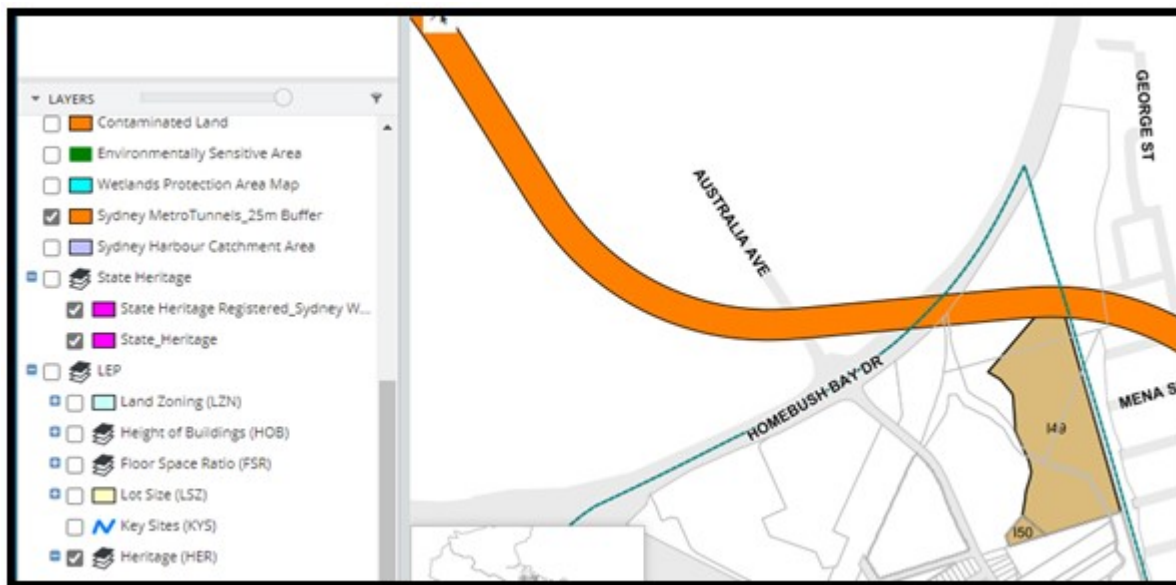 LAYERS
Contaminated Land
Environmentally Sensitive Area
Wetlands Protection Area Map
Sydney MetroTunnels_25m Buffer
Sydney Harbour Catchment Area
State Heritage
State Heritage Registered_Sydney W...
State_Heritage
LEP
Land Zoning (LZN)
Height of Buildings (HOB)
Floor Space Ratio (FSR)
Lot Size (LSZ)
Key Sites (KYS)
Heritage (HER)
GEORGE ST
AUSTRALIA AVE
HOMEBUSH BAY DR
MENA S
I49
I50